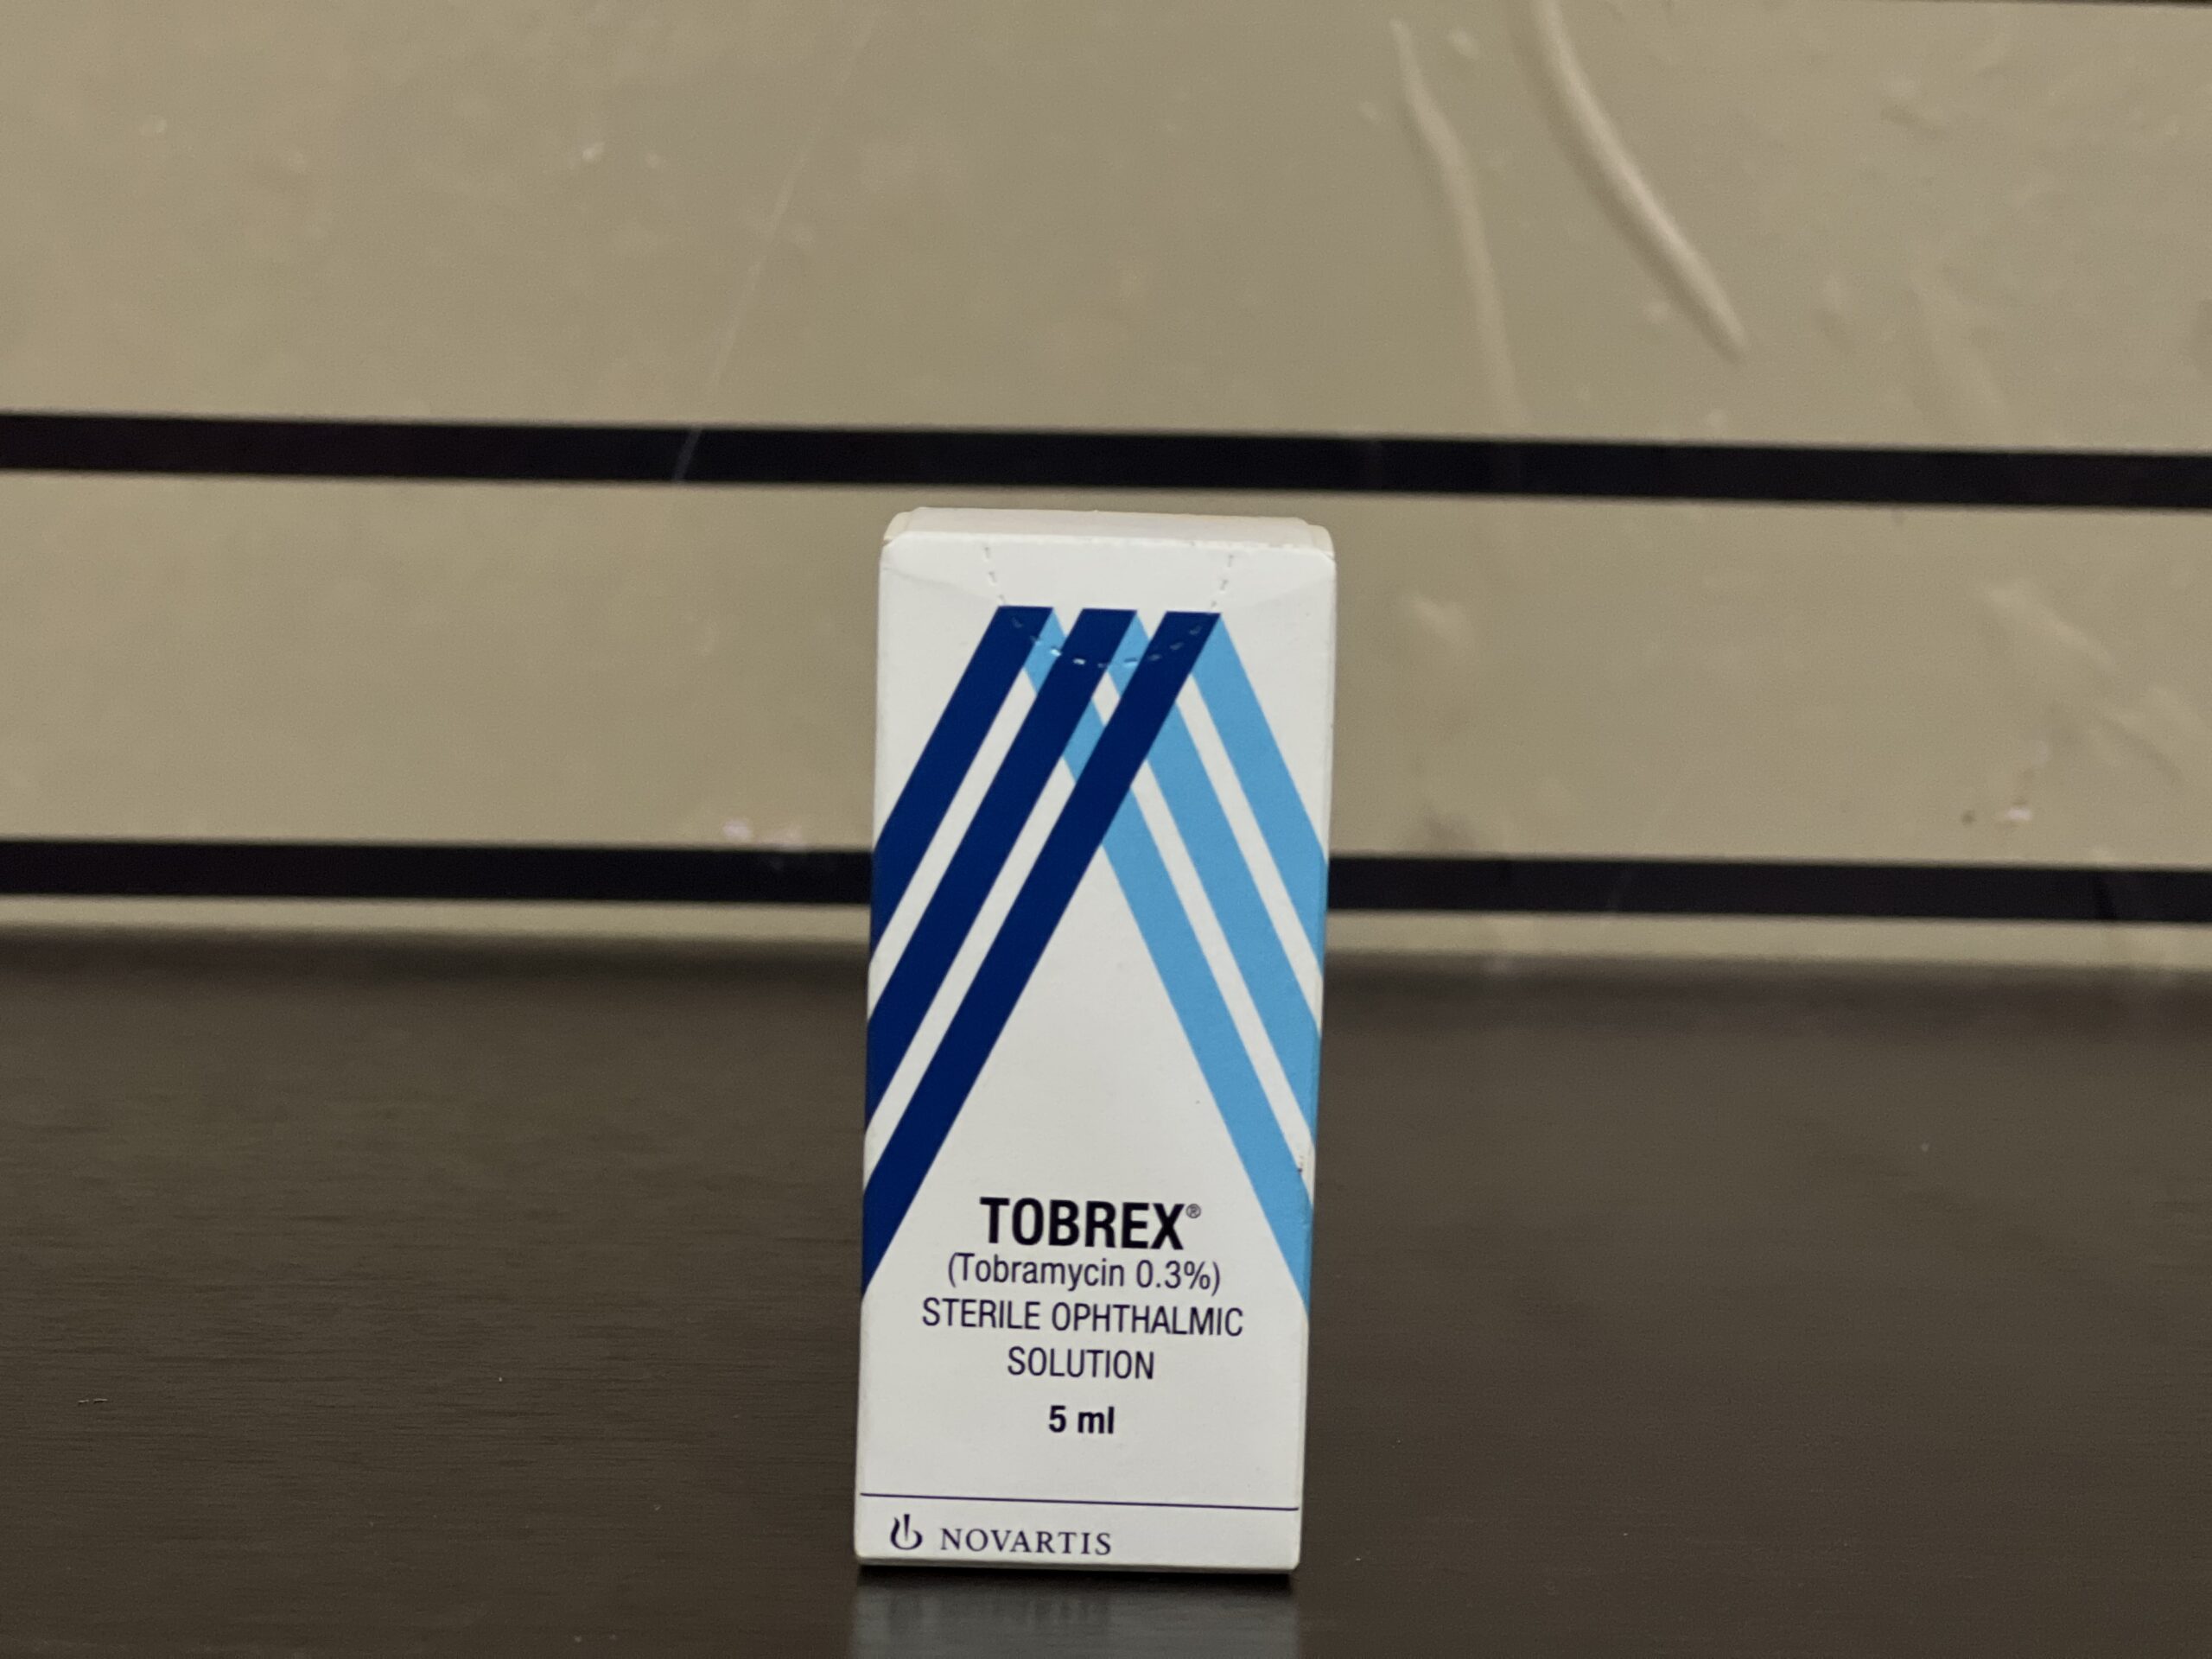 TOBREX®
(Tobramycin 0.3%)
STERILE OPHTHALMIC
SOLUTION
5 ml
NOVARTIS